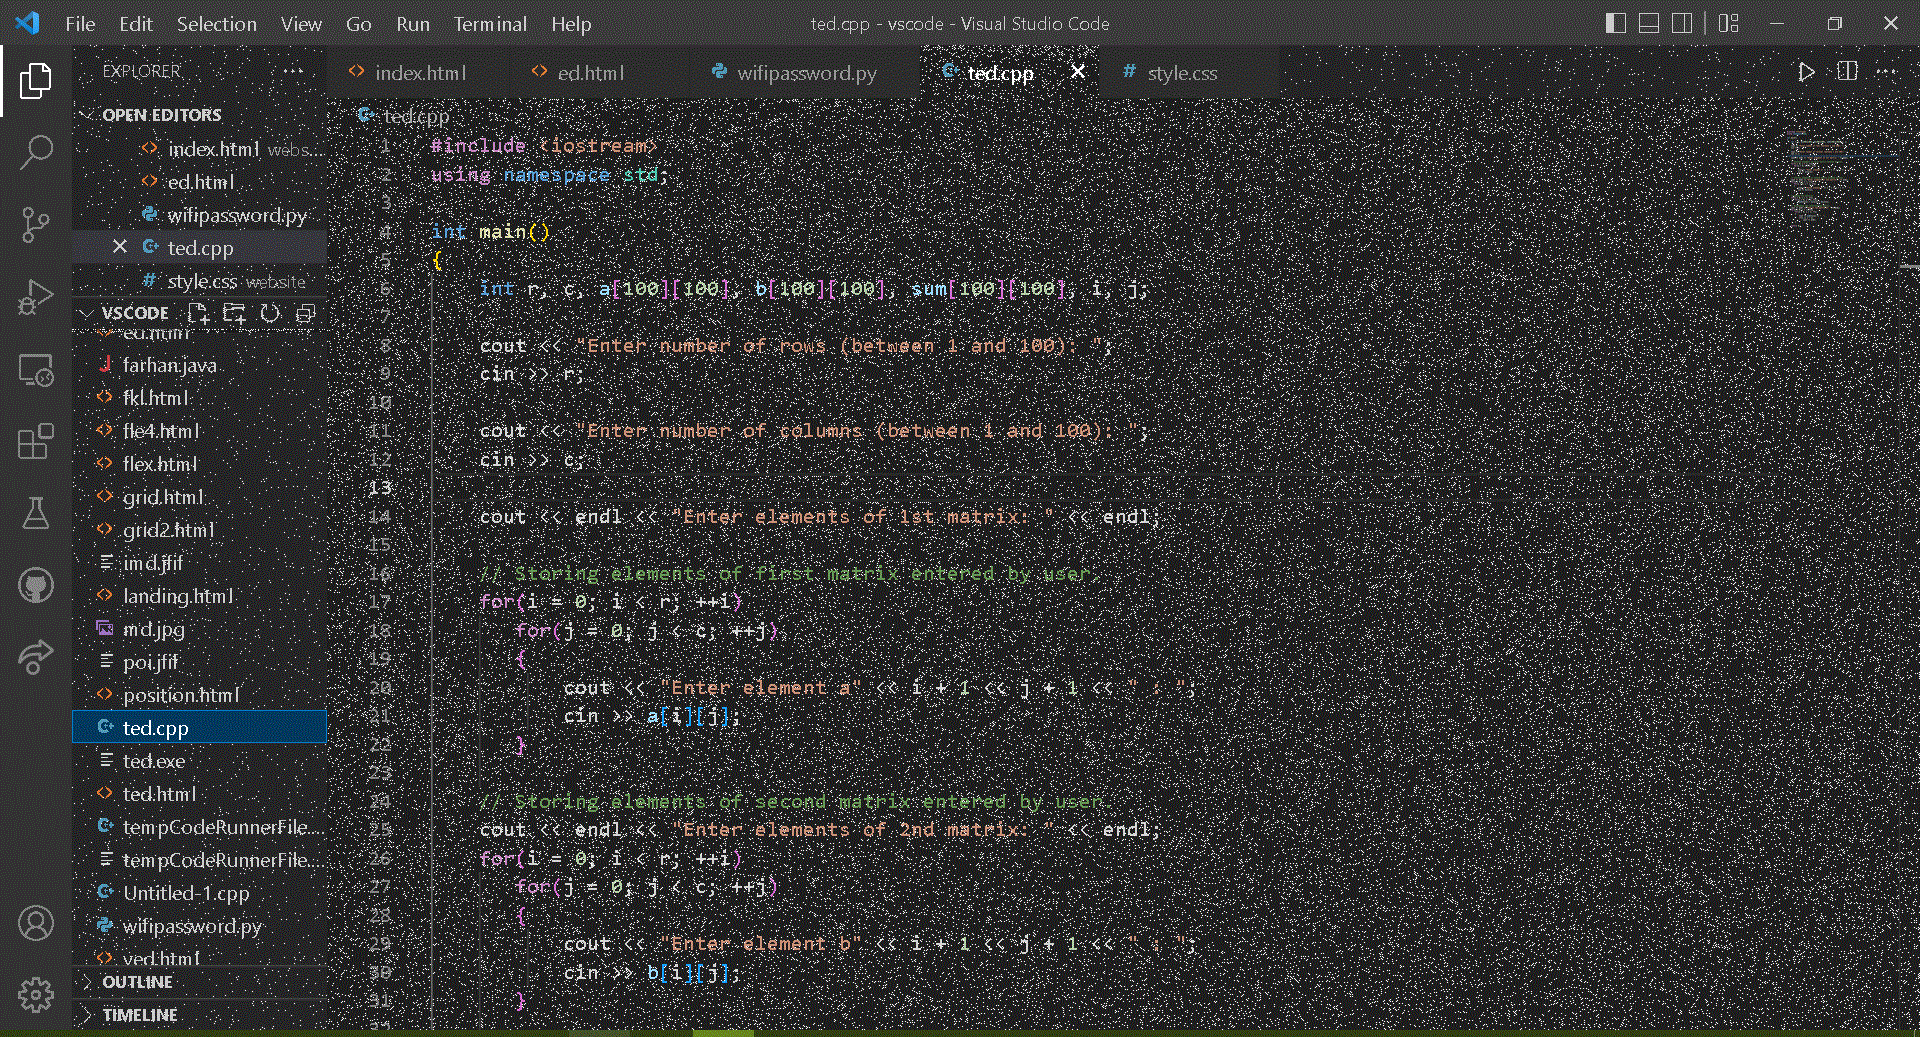 File Edit Selection View Go Run Terminal Help
ted.cpp - vscode - Visual Studio Code
EXPLORER
OPEN EDITORS
index.html webs...
ed.html
wifipassword.py
ted.cpp
style.css website
VSCODE
ed.html
farhan.java
fkl.html
fle4.html
flex.html
grid.html
grid2.html
imd.jfif
landing.html
md.jpg
poi.jfif
position.html
ted.cpp
ted.exe
ted.html
tempCodeRunnerFile....
tempCodeRunnerFile....
Untitled-1.cpp
wifipassword.py
ved.html
OUTLINE
TIMELINE
index.html ed.html wifipassword.py ted.cpp style.css
ted.cpp
1 #include <iostream>
2 using namespace std;
3
4 int main()
5 {
6 int r, c, a[100][100], b[100][100], sum[100][100], i, j;
7
8 cout << "Enter number of rows (between 1 and 100): ";
9 cin >> r;
10
11 cout << "Enter number of columns (between 1 and 100): ";
12 cin >> c;
13
14 cout << endl << "Enter elements of 1st matrix: " << endl;
15
16 // Storing elements of first matrix entered by user.
17 for(i = 0; i < r; ++i)
18 for(j = 0; j < c; ++j)
19 {
20 cout << "Enter element a" << i + 1 << j + 1 << " : ";
21 cin >> a[i][j];
22 }
23
24 // Storing elements of second matrix entered by user.
25 cout << endl << "Enter elements of 2nd matrix: " << endl;
26 for(i = 0; i < r; ++i)
27 for(j = 0; j < c; ++j)
28 {
29 cout << "Enter element b" << i + 1 << j + 1 << " : ";
30 cin >> b[i][j];
31 }